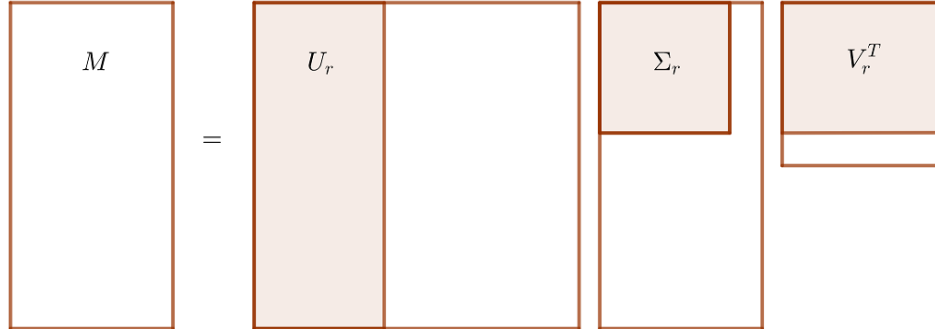 M = U_r Σ_r V_r^T